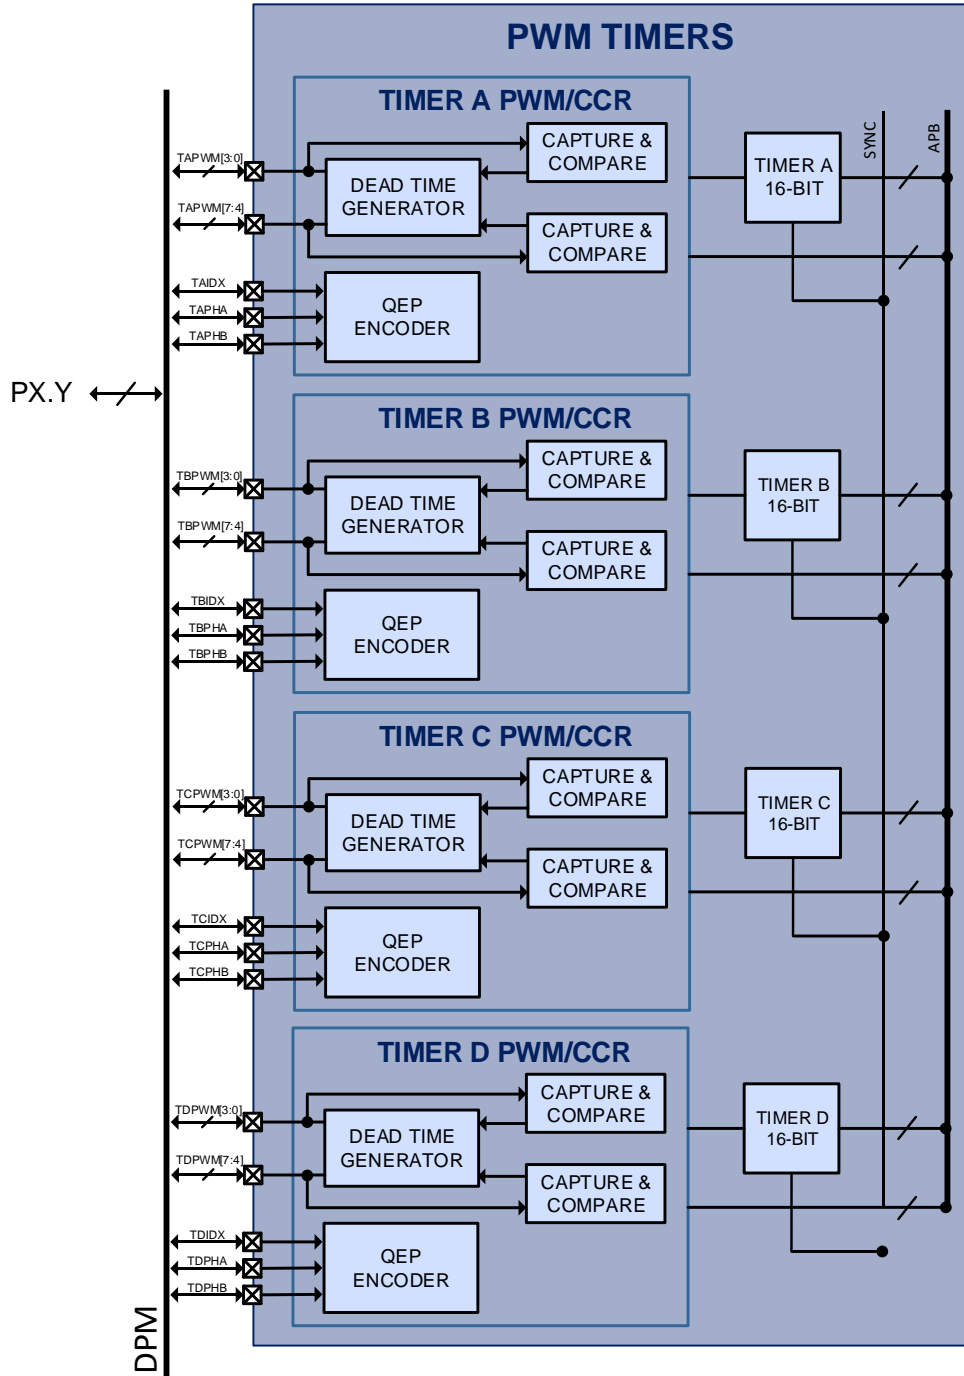 PWM TIMERS
SYNC
APB
TIMER A PWM/CCR
TAPWM[3:0]
CAPTURE &
COMPARE
TIMER A
16-BIT
DEAD TIME
GENERATOR
TAPWM[7:4]
CAPTURE &
COMPARE
TAIDX
TAPHA
TAPHB
QEP
ENCODER
PX.Y
TIMER B PWM/CCR
TBPWM[3:0]
CAPTURE &
COMPARE
TIMER B
16-BIT
DEAD TIME
GENERATOR
TBPWM[7:4]
CAPTURE &
COMPARE
TBIDX
TBPHA
TBPHB
QEP
ENCODER
TIMER C PWM/CCR
TCPWM[3:0]
CAPTURE &
COMPARE
TIMER C
16-BIT
DEAD TIME
GENERATOR
TCPWM[7:4]
CAPTURE &
COMPARE
TCIDX
TCPHA
TCPHB
QEP
ENCODER
TIMER D PWM/CCR
TDPWM[3:0]
CAPTURE &
COMPARE
TIMER D
16-BIT
DEAD TIME
GENERATOR
TDPWM[7:4]
CAPTURE &
COMPARE
TDIDX
TDPHA
TDPHB
QEP
ENCODER
DPM